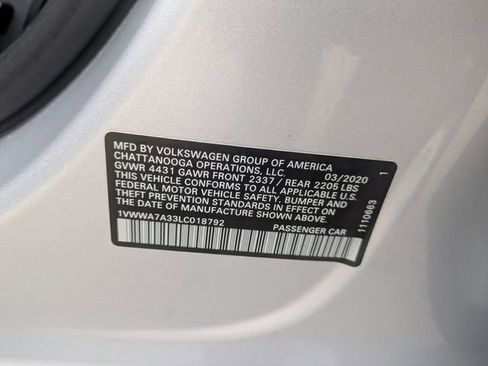 MFD BY VOLKSWAGEN GROUP OF AMERICA
CHATTANOOGA OPERATIONS, LLC. 03/2020
GVWR 4431 GAWR FRONT 2337 / REAR 2205 LBS
THIS VEHICLE CONFORMS TO ALL APPLICABLE U.S.
FEDERAL MOTOR VEHICLE SAFETY, BUMPER AND
THEFT PREVENTION STANDARDS IN EFFECT ON
THE DATE OF MANUFACTURE SHOWN ABOVE.
1VWWA7A33LC018792 PASSENGER CAR
1110663 1